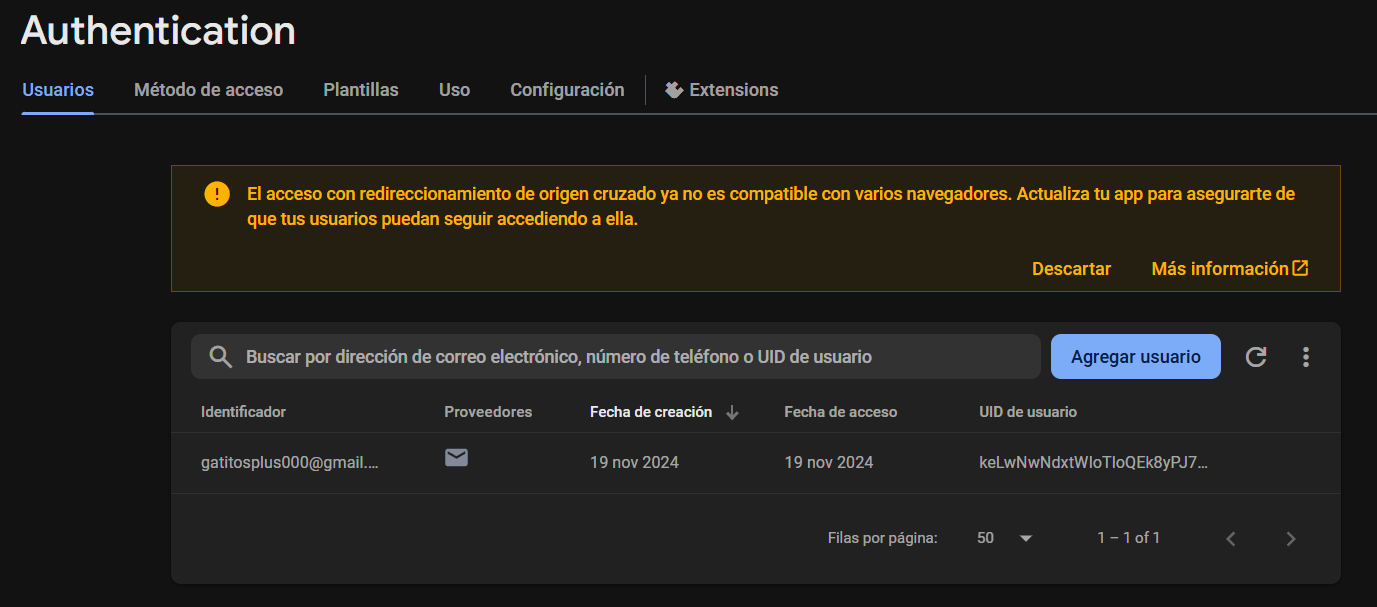 Authentication
Usuarios Método de acceso Plantillas Uso Configuración Extensions
El acceso con redireccionamiento de origen cruzado ya no es compatible con varios navegadores. Actualiza tu app para asegurarte de
que tus usuarios puedan seguir accediendo a ella.
Descartar Más información
Buscar por dirección de correo electrónico, número de teléfono o UID de usuario Agregar usuario
Identificador Proveedores Fecha de creación Fecha de acceso UID de usuario
gatitosplus000@gmail.... 19 nov 2024 19 nov 2024 keLwNwNdxtWIoTIoQEk8yPJ7...
Filas por página: 50 1 – 1 of 1